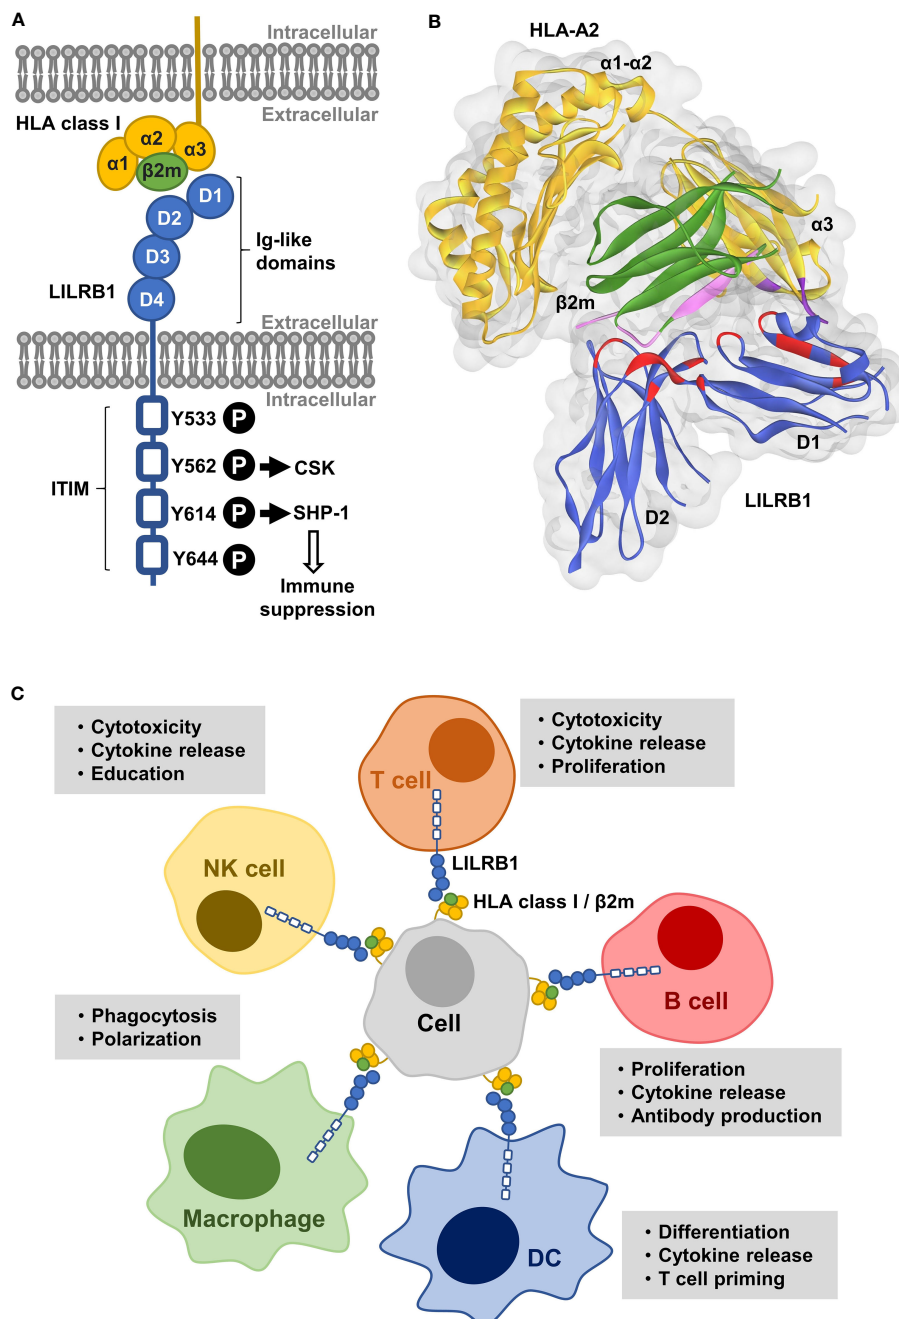 A
Intracellular
Extracellular
HLA class I
α1
α2
α3
β2m
D1
D2
D3
D4
Ig-like
domains
LILRB1
Extracellular
Intracellular
ITIM
Y533 P
Y562 P CSK
Y614 P SHP-1
Y644 P
Immune
suppression
B
HLA-A2
α1-α2
α3
β2m
D1
D2
LILRB1
C
• Cytotoxicity
• Cytokine release
• Education
• Cytotoxicity
• Cytokine release
• Proliferation
T cell
NK cell
LILRB1
HLA class I / β2m
B cell
Cell
• Phagocytosis
• Polarization
• Proliferation
• Cytokine release
• Antibody production
Macrophage
DC
• Differentiation
• Cytokine release
• T cell priming